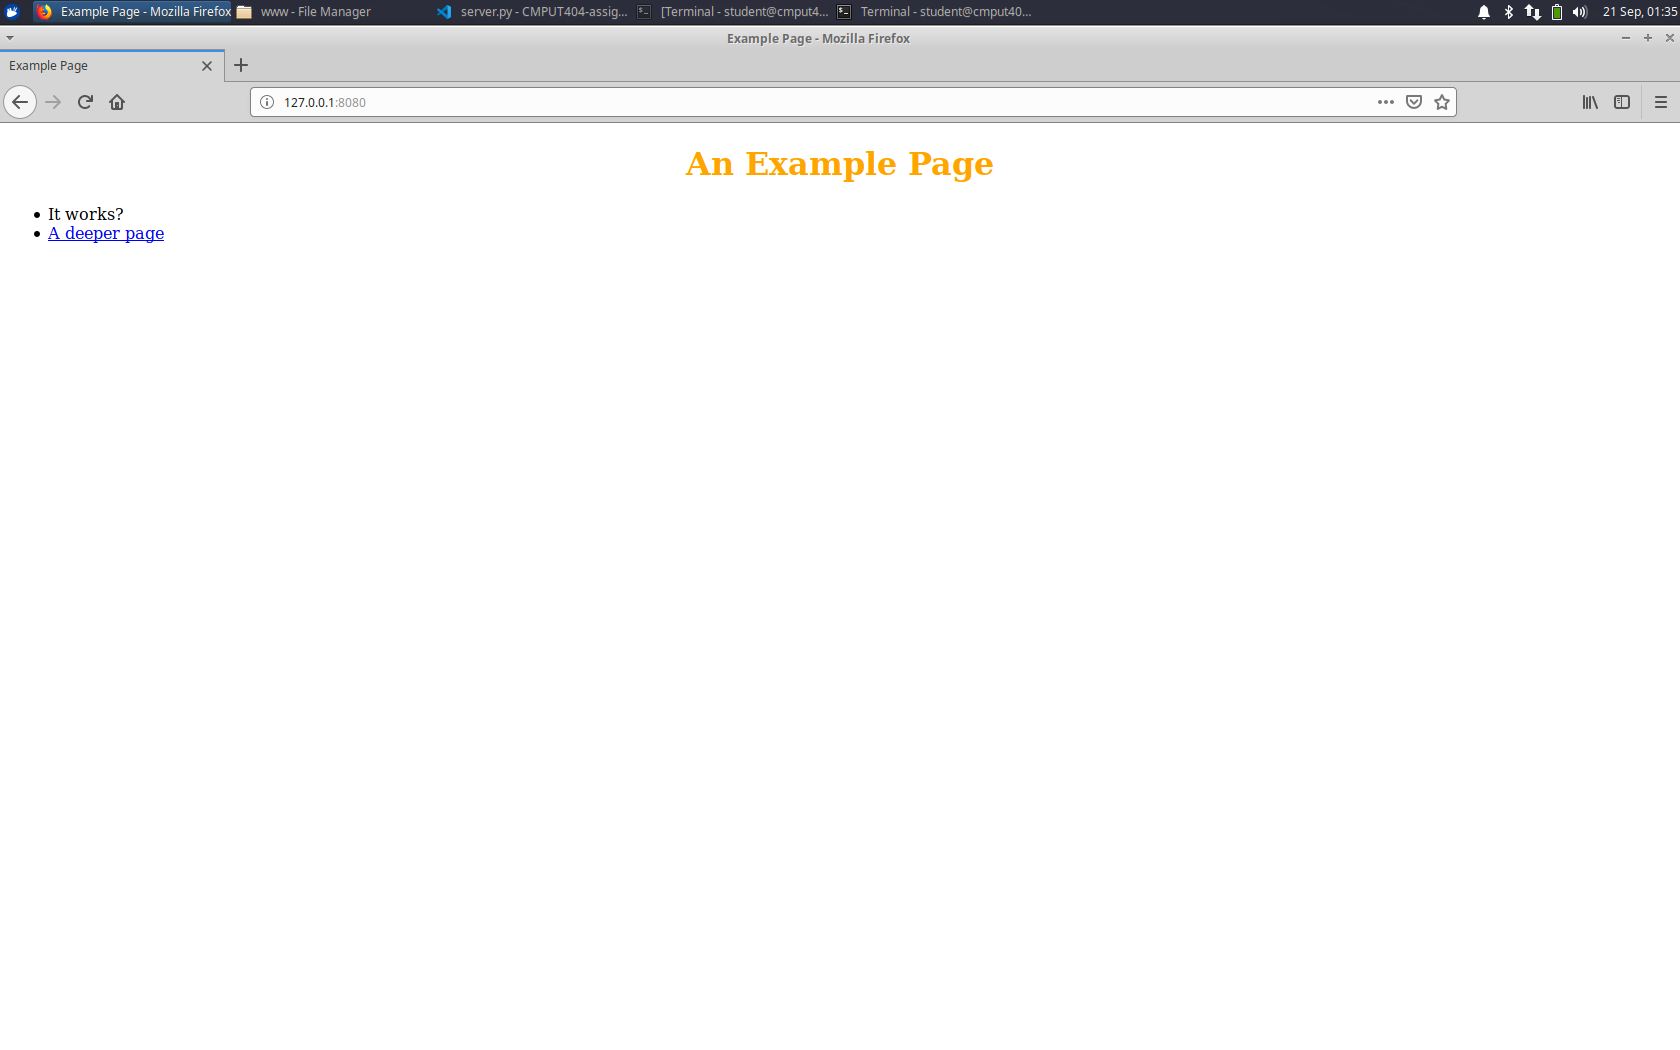 Example Page - Mozilla Firefox
www - File Manager
server.py - CMPUT404-assig...
[Terminal - student@cmput4...
Terminal - student@cmput40...
21 Sep, 01:35
Example Page - Mozilla Firefox
Example Page
127.0.0.1:8080
An Example Page
It works?
A deeper page